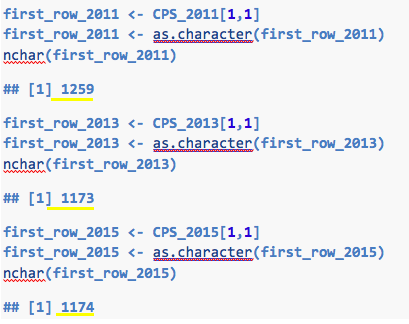 first_row_2011 <- CPS_2011[1,1]
first_row_2011 <- as.character(first_row_2011)
nchar(first_row_2011)
## [1] 1259
first_row_2013 <- CPS_2013[1,1]
first_row_2013 <- as.character(first_row_2013)
nchar(first_row_2013)
## [1] 1173
first_row_2015 <- CPS_2015[1,1]
first_row_2015 <- as.character(first_row_2015)
nchar(first_row_2015)
## [1] 1174